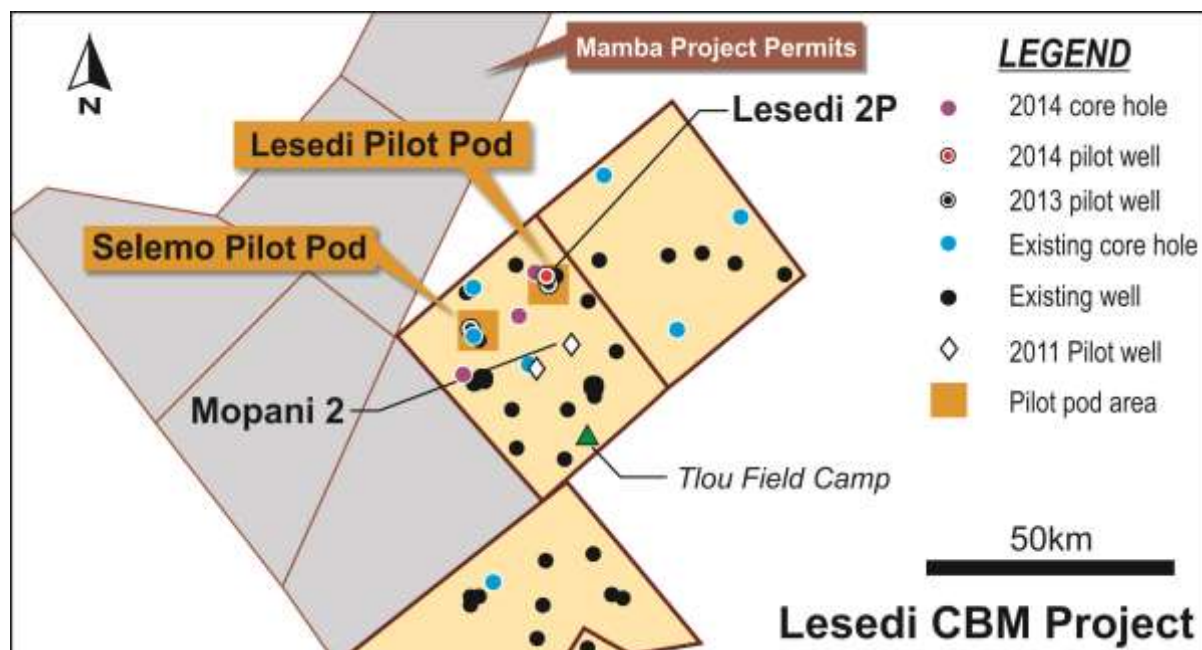 Mamba Project Permits
N
Lesedi 2P
Lesedi Pilot Pod
Selemo Pilot Pod
Mopani 2
Tlou Field Camp
LEGEND
2014 core hole
2014 pilot well
2013 pilot well
Existing core hole
Existing well
2011 Pilot well
Pilot pod area
50km
Lesedi CBM Project